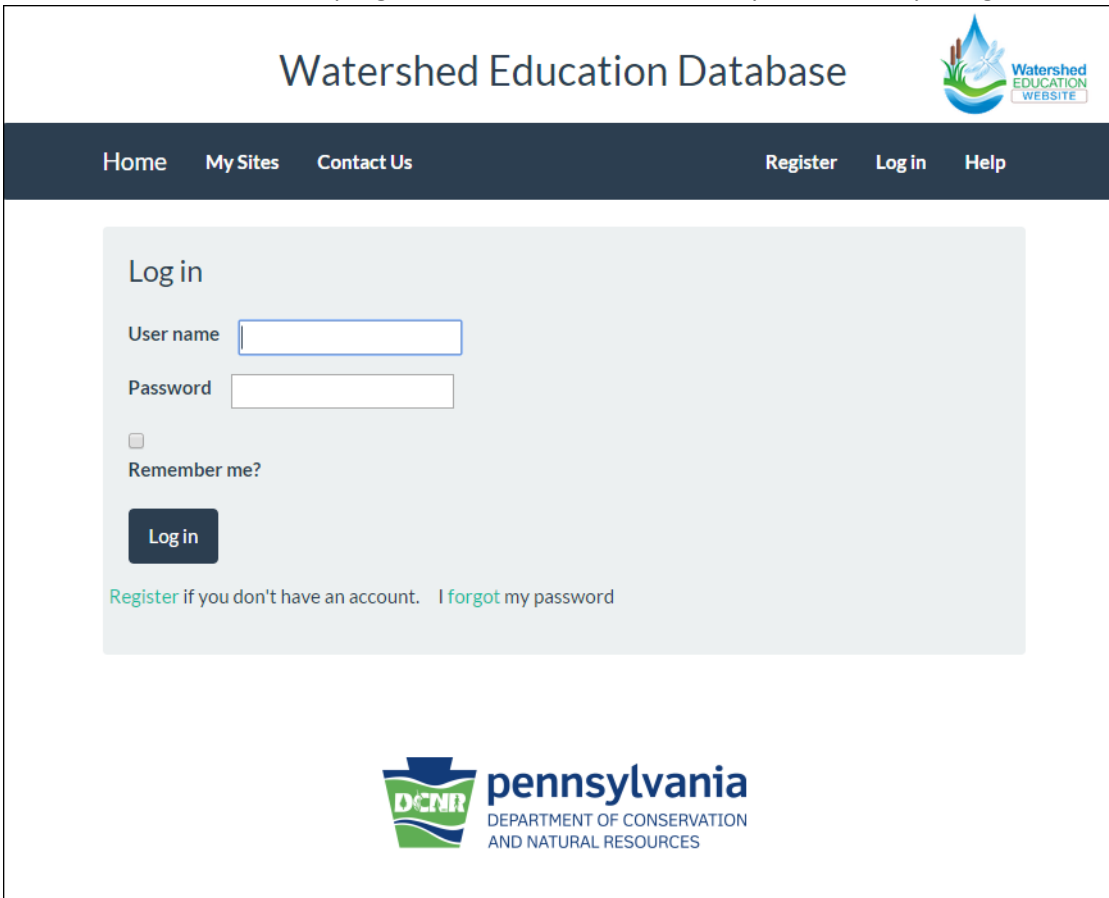 Watershed Education Database
Watershed
EDUCATION
WEBSITE
Home My Sites Contact Us Register Log in Help
Log in
User name
Password
Remember me?
Log in
Register if you don't have an account. I forgot my password
DCNR
pennsylvania
DEPARTMENT OF CONSERVATION
AND NATURAL RESOURCES